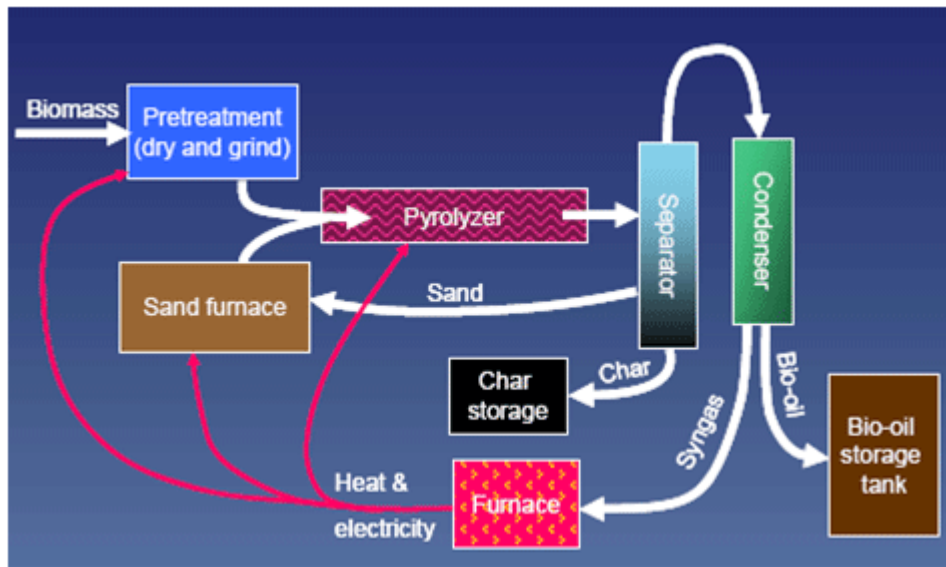 Biomass
Pretreatment
(dry and grind)
Pyrolyzer
Separator
Condenser
Sand furnace
Sand
Char
Char
storage
Syngas
Bio-oil
Bio-oil
storage
tank
Heat &
electricity
Furnace